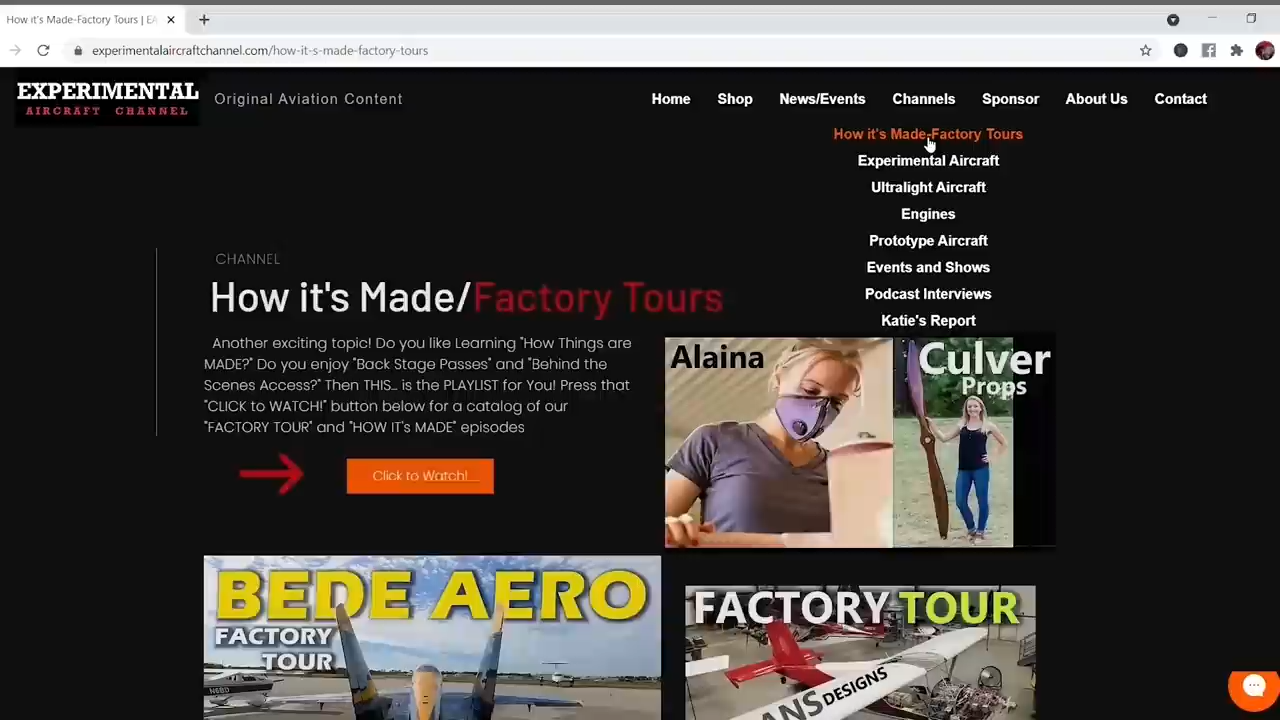 How it's Made-Factory Tours | EA
experimentalaircraftchannel.com/how-it-s-made-factory-tours
EXPERIMENTAL
AIRCRAFT CHANNEL
Original Aviation Content
Home Shop News/Events Channels Sponsor About Us Contact
How it's Made-Factory Tours
Experimental Aircraft
Ultralight Aircraft
Engines
Prototype Aircraft
Events and Shows
Podcast Interviews
Katie's Report
CHANNEL
How it's Made/Factory Tours
Another exciting topic! Do you like Learning "How Things are
MADE?" Do you enjoy "Back Stage Passes" and "Behind the
Scenes Access?" Then THIS... is the PLAYLIST for You! Press that
"CLICK to WATCH!" button below for a catalog of our
"FACTORY TOUR" and "HOW IT's MADE" episodes
Click to Watch!...
Alaina
Culver
Props
BEDE AERO
FACTORY
TOUR
N6BD
FACTORY TOUR
ANS DESIGNS